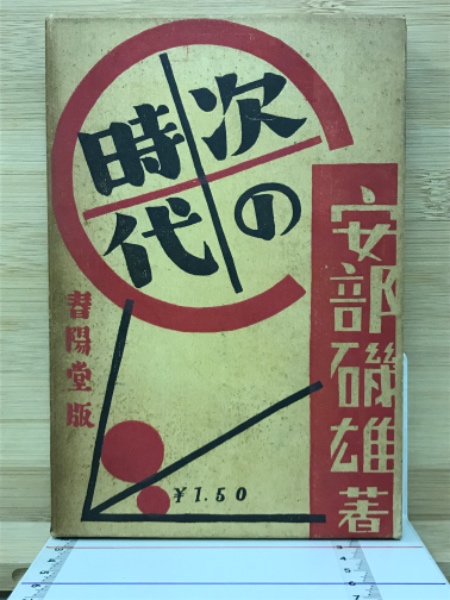 次の
時代
安部磯雄著
春陽堂版
¥1.50